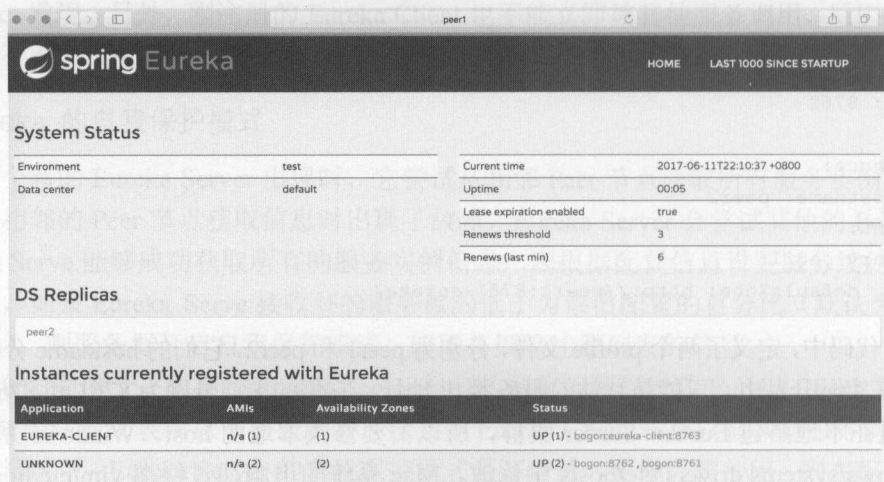 peer1
spring Eureka
HOME LAST 1000 SINCE STARTUP
System Status
Environment test
Data center default
Current time 2017-06-11T22:10:37 +0800
Uptime 00:05
Lease expiration enabled true
Renews threshold 3
Renews (last min) 6
DS Replicas
peer2
Instances currently registered with Eureka
Application AMIs Availability Zones Status
EUREKA-CLIENT n/a (1) (1) UP (1) - bogon:eureka-client:8763
UNKNOWN n/a (2) (2) UP (2) - bogon:8762 , bogon:8761